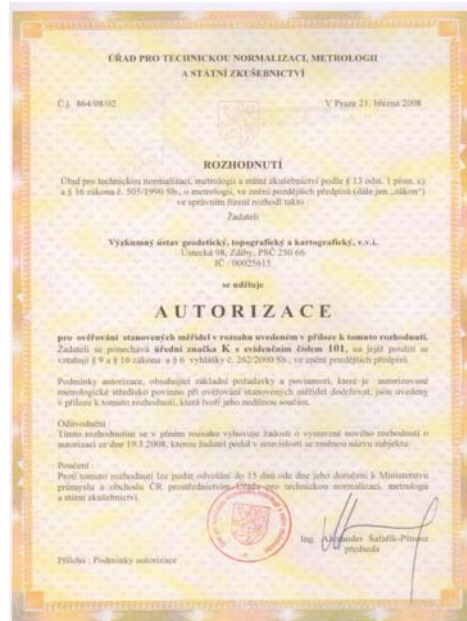 ÚŘAD PRO TECHNICKOU NORMALIZACI, METROLOGII
A STÁTNÍ ZKUŠEBNICTVÍ
Č.j. 864/08/02 V Praze 21. března 2008
ROZHODNUTÍ
Úřad pro technickou normalizaci, metrologii a státní zkušebnictví podle § 13 odst. 1 písm. c)
a § 16 zákona č. 505/1990 Sb., o metrologii, ve znění pozdějších předpisů (dále jen „zákon")
ve správním řízení rozhodl takto :
Žadateli
Výzkumný ústav geodetický, topografický a kartografický, v.v.i.
Ústecká 98, Zdiby, PSČ 250 66
IČ : 00025615
se uděluje
AUTORIZACE
pro ověřování stanovených měřidel v rozsahu uvedeném v příloze k tomuto rozhodnutí.
Žadateli se ponechává úřední značka K s evidenčním číslem 101, na jejíž použití se
vztahují § 9 a § 16 zákona a § 6 vyhlášky č. 262/2000 Sb., ve znění pozdějších předpisů.
Podmínky autorizace, obsahující základní požadavky a povinnosti, které je autorizované
metrologické středisko povinno při ověřování stanovených měřidel dodržovat, jsou uvedeny
v příloze k tomuto rozhodnutí, která tvoří jeho nedílnou součást.
Odůvodnění :
Tímto rozhodnutím se v plném rozsahu vyhovuje žádosti o vystavení nového rozhodnutí o
autorizaci ze dne 19.3.2008, kterou žadatel podal v souvislosti se změnou názvu subjektu.
Poučení :
Proti tomuto rozhodnutí lze podat odvolání do 15 dnů ode dne jeho doručení k Ministerstvu
průmyslu a obchodu ČR prostřednictvím Úřadu pro technickou normalizaci, metrologii
a státní zkušebnictví.
Ing. Alexander Šafařík-Pštrosz
předseda
Příloha : Podmínky autorizace